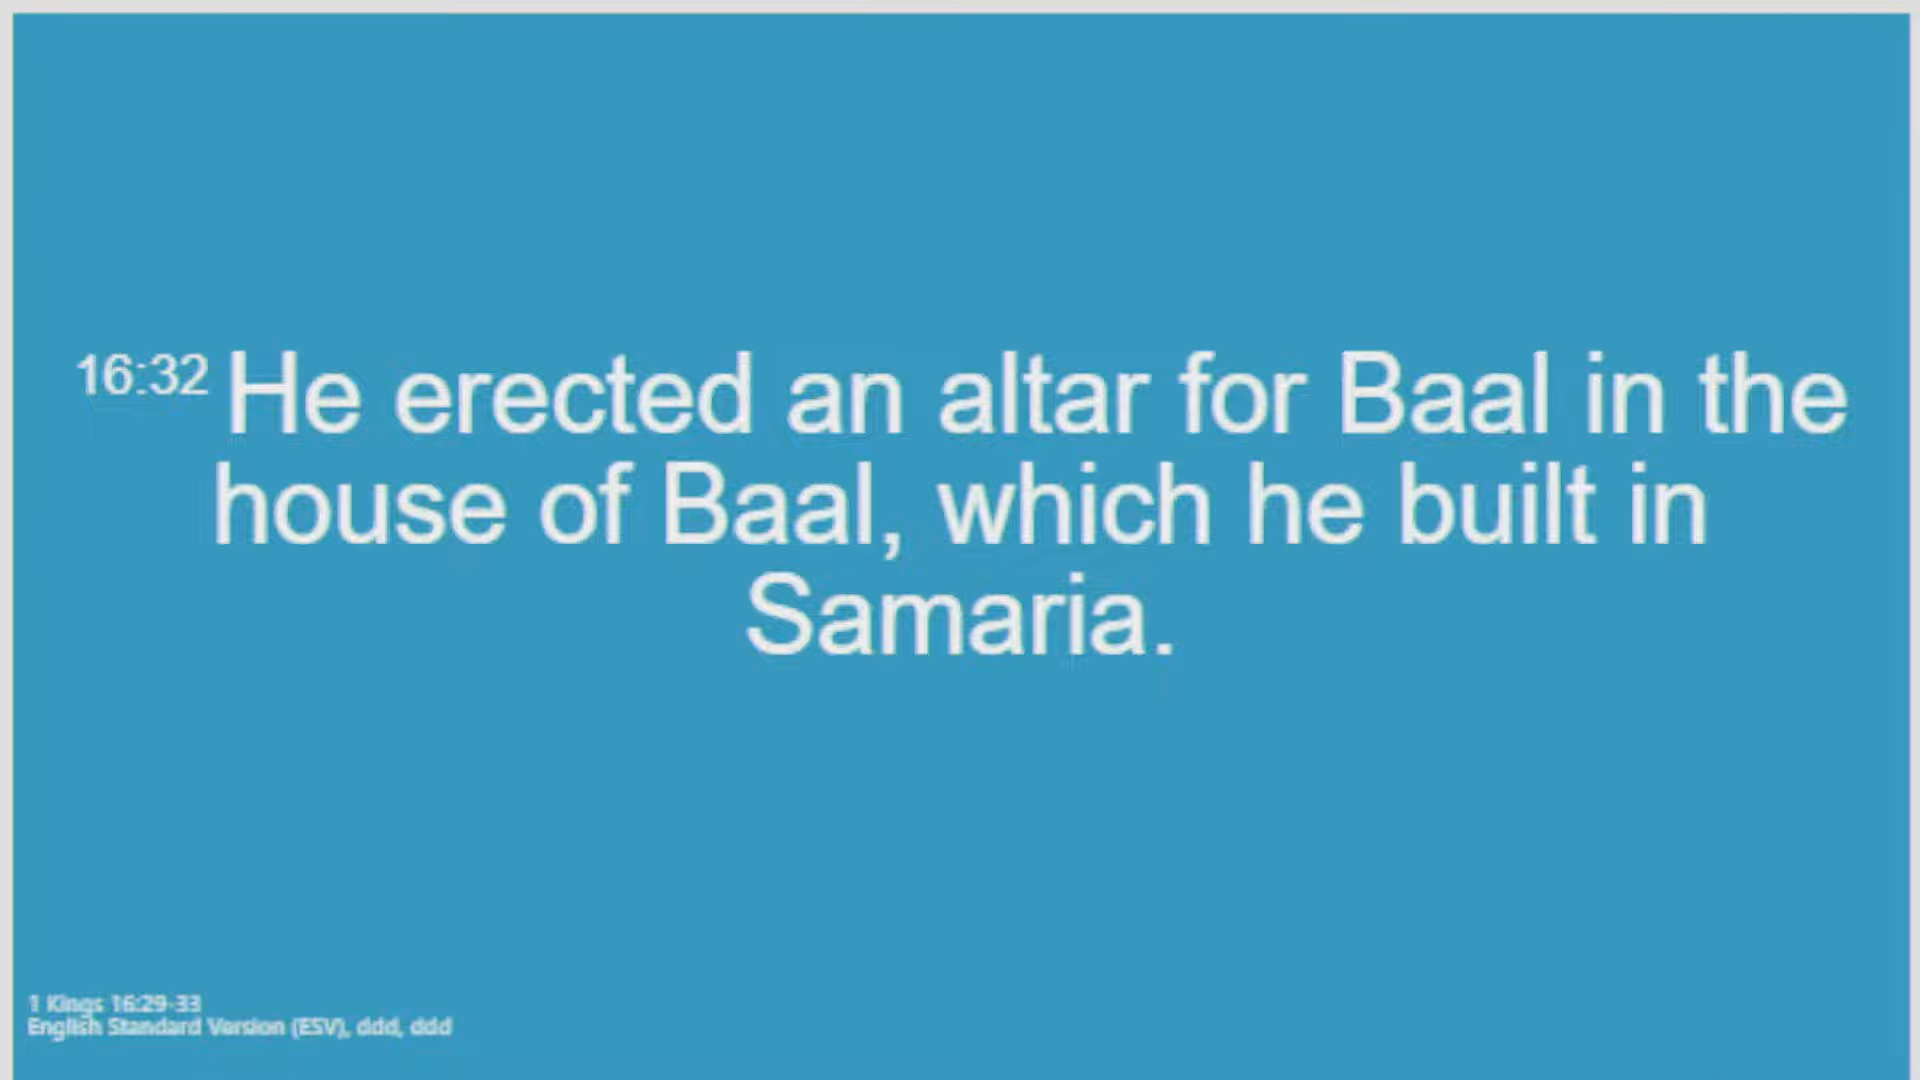 16:32 He erected an altar for Baal in the
house of Baal, which he built in
Samaria.
1 Kings 16:29-33
English Standard Version (ESV), ddd, ddd